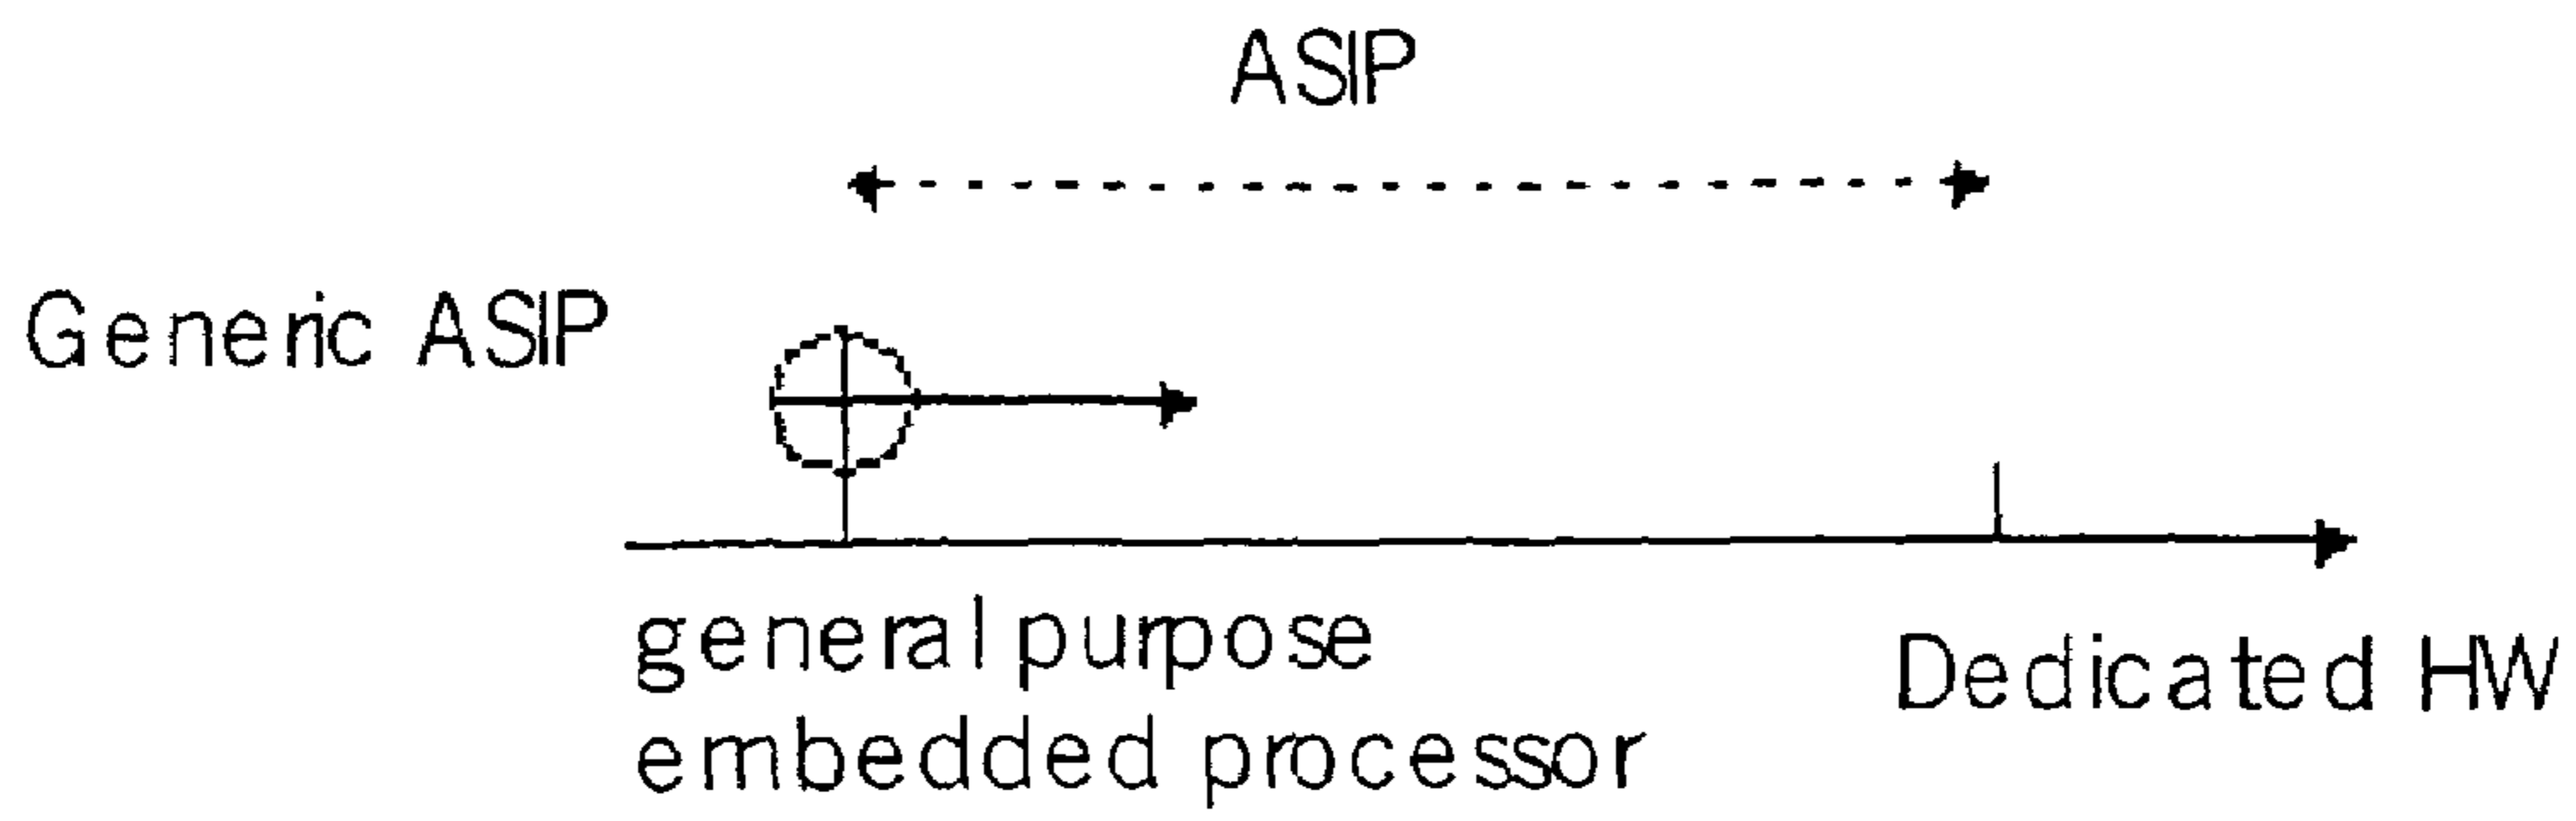 ASIP
Generic ASIP
general purpose
embedded processor
Dedicated HW